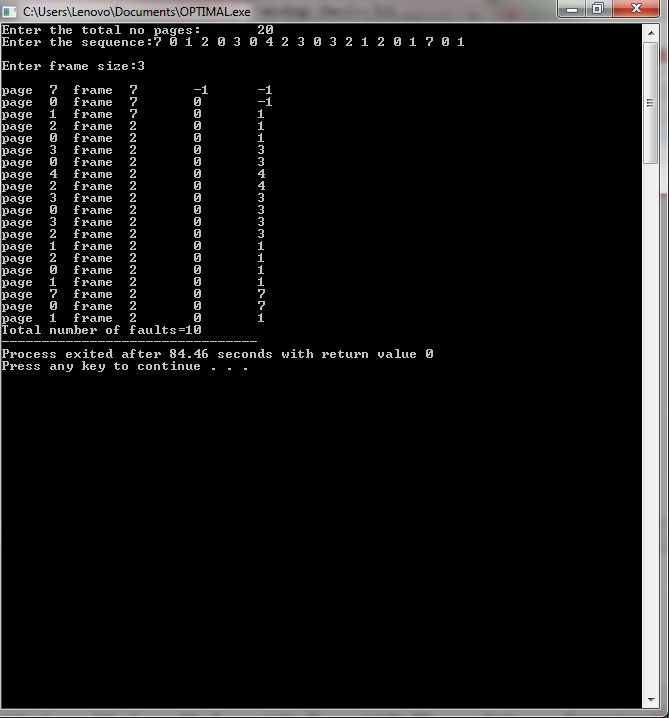 C:\Users\Lenovo\Documents\OPTIMAL.exe
Enter the total no pages: 20
Enter the sequence:7 0 1 2 0 3 0 4 2 3 0 3 2 1 2 0 1 7 0 1
Enter frame size:3
page 7 frame 7 -1 -1
page 0 frame 7 0 -1
page 1 frame 7 0 1
page 2 frame 2 0 1
page 0 frame 2 0 1
page 3 frame 2 0 3
page 0 frame 2 0 3
page 4 frame 2 0 4
page 2 frame 2 0 4
page 3 frame 2 0 3
page 0 frame 2 0 3
page 3 frame 2 0 3
page 2 frame 2 0 3
page 1 frame 2 0 1
page 2 frame 2 0 1
page 0 frame 2 0 1
page 1 frame 2 0 1
page 7 frame 2 0 7
page 0 frame 2 0 7
page 1 frame 2 0 1
Total number of faults=10
--------------------------------
Process exited after 84.46 seconds with return value 0
Press any key to continue . . .